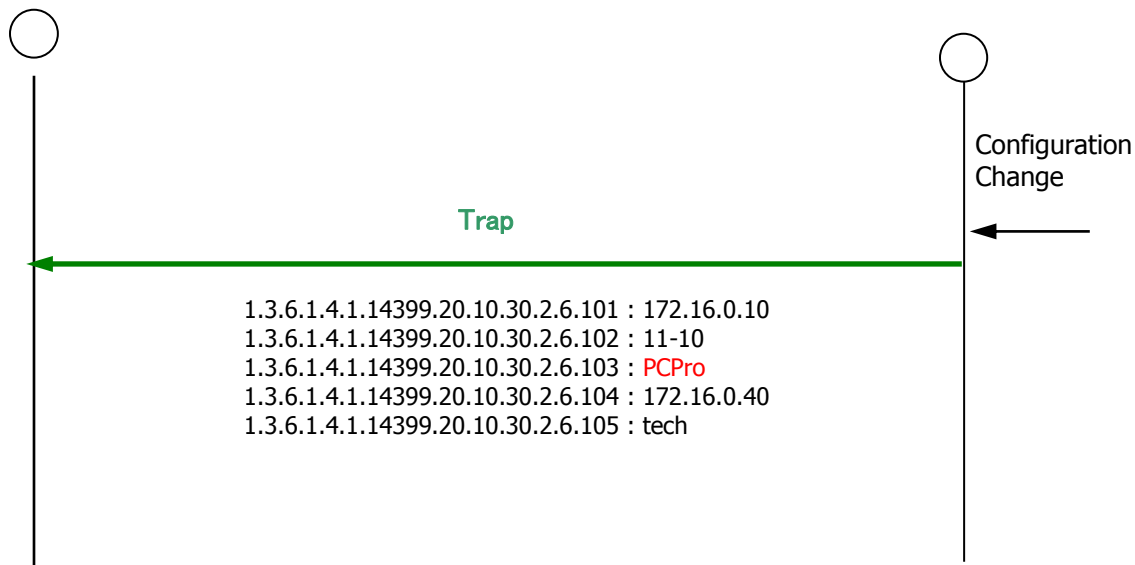 Configuration
Change
Trap
1.3.6.1.4.1.14399.20.10.30.2.6.101 : 172.16.0.10
1.3.6.1.4.1.14399.20.10.30.2.6.102 : 11-10
1.3.6.1.4.1.14399.20.10.30.2.6.103 : PCPro
1.3.6.1.4.1.14399.20.10.30.2.6.104 : 172.16.0.40
1.3.6.1.4.1.14399.20.10.30.2.6.105 : tech